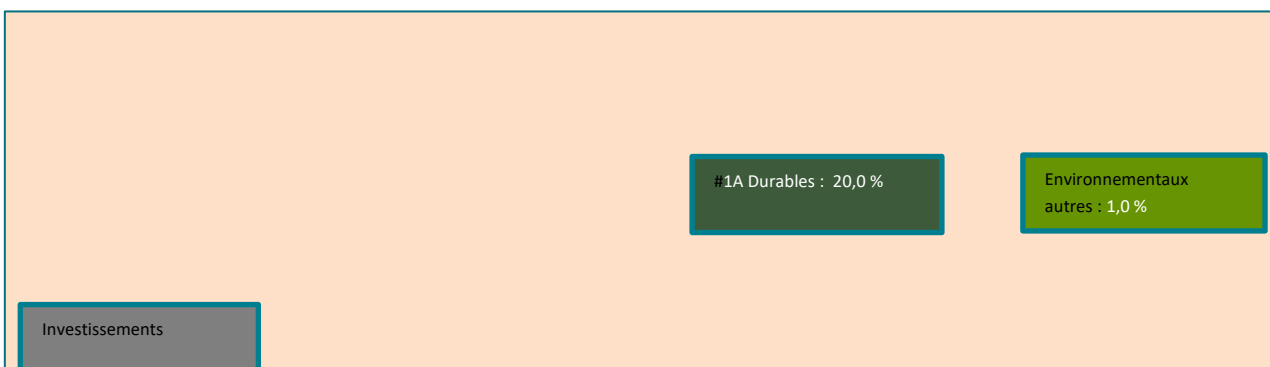 #1A Durables : 20,0 %
Environnementaux
autres : 1,0 %
Investissements